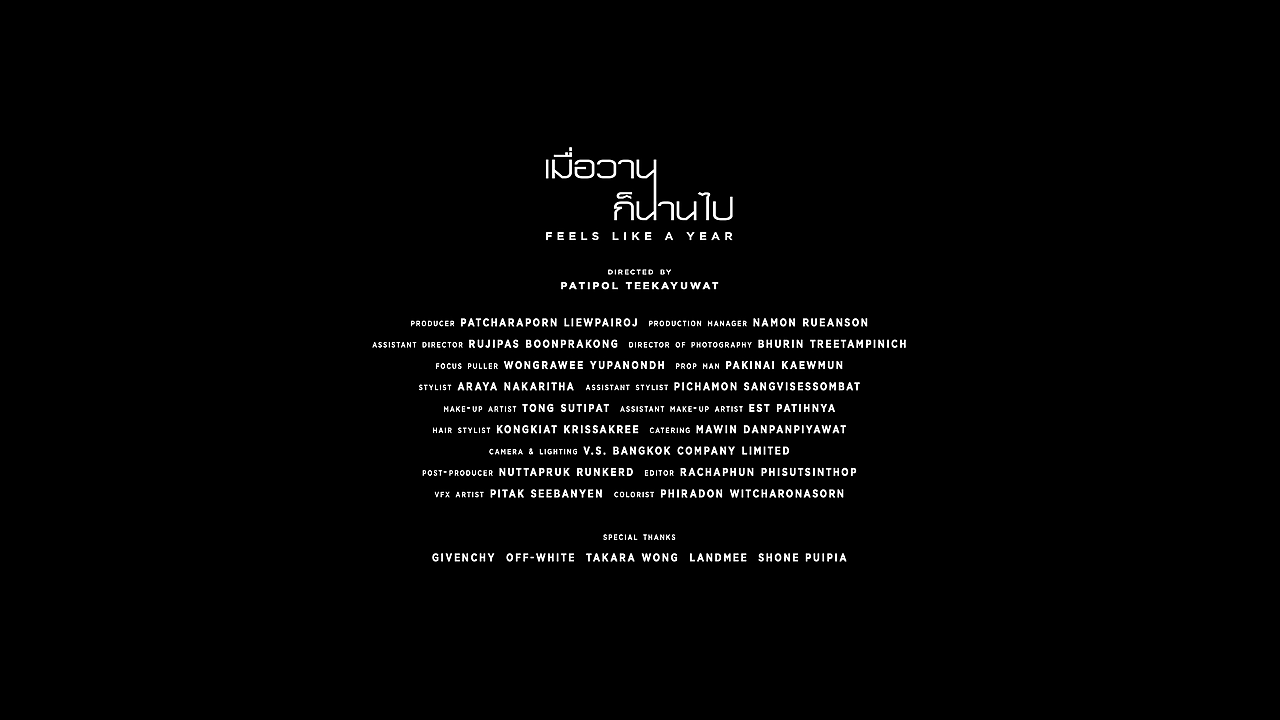 เมื่อวาน
ก็นานไป
FEELS LIKE A YEAR
DIRECTED BY
PATIPOL TEEKAYUWAT
PRODUCER PATCHARAPORN LIEWPAIROJ PRODUCTION MANAGER NAMON RUEANSON
ASSISTANT DIRECTOR RUJIPAS BOONPRAKONG DIRECTOR OF PHOTOGRAPHY BHURIN TREETAMPINICH
FOCUS PULLER WONGRAWEE YUPANONDH PROP MAN PAKINAI KAEWMUN
STYLIST ARAYA NAKARITHA ASSISTANT STYLIST PICHAMON SANGVISESSOMBAT
MAKE-UP ARTIST TONG SUTIPAT ASSISTANT MAKE-UP ARTIST EST PATIHNYA
HAIR STYLIST KONGKIAT KRISSAKREE CATERING MAWIN DANPANPIYAWAT
CAMERA & LIGHTING V.S. BANGKOK COMPANY LIMITED
POST-PRODUCER NUTTAPRUK RUNKERD EDITOR RACHAPHUN PHISUTSINTHOP
VFX ARTIST PITAK SEEBANYEN COLORIST PHIRADON WITCHARONASORN
SPECIAL THANKS
GIVENCHY OFF-WHITE TAKARA WONG LANDMEE SHONE PUIPIA